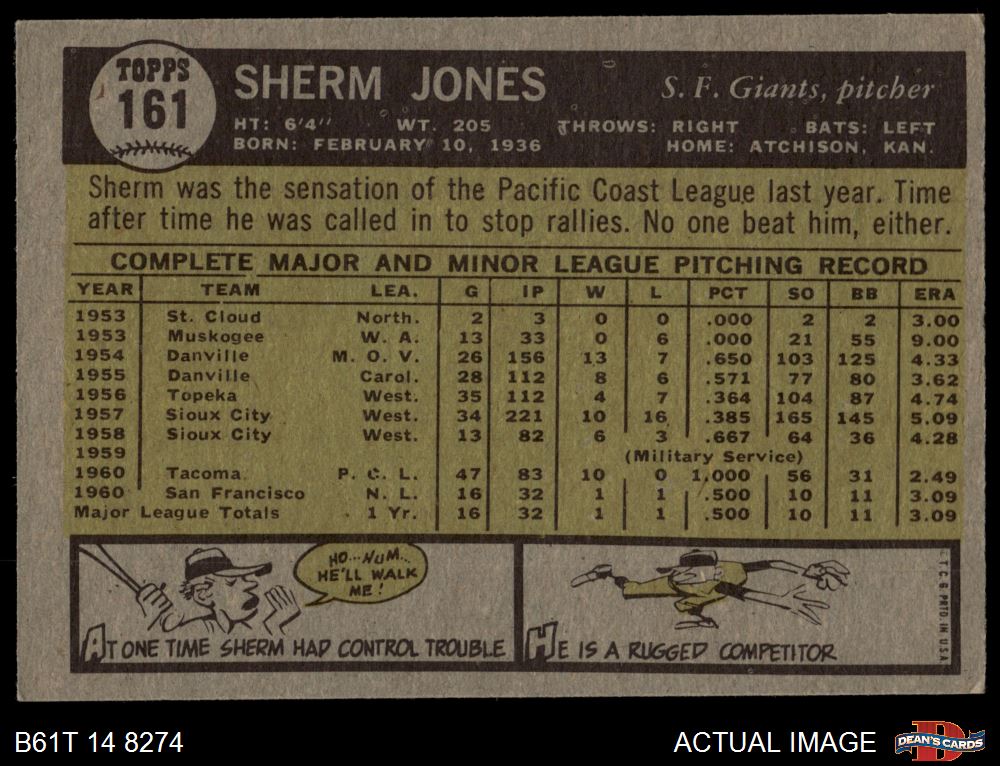 TOPPS
161
SHERM JONES
S. F. Giants, pitcher
HT: 6'4" WT. 205 THROWS: RIGHT BATS: LEFT
BORN: FEBRUARY 10, 1936 HOME: ATCHISON, KAN.
Sherm was the sensation of the Pacific Coast League last year. Time
after time he was called in to stop rallies. No one beat him, either.
COMPLETE MAJOR AND MINOR LEAGUE PITCHING RECORD
YEAR TEAM LEA. G IP W L PCT SO BB ERA
1953 St. Cloud North. 2 3 0 0 .000 2 2 3.00
1953 Muskogee W. A. 13 33 0 6 .000 21 55 9.00
1954 Danville M. O. V. 26 156 13 7 .650 103 125 4.33
1955 Danville Carol. 28 112 8 6 .571 77 80 3.62
1956 Topeka West. 35 112 4 7 .364 104 87 4.74
1957 Sioux City West. 34 221 10 16 .385 165 145 5.09
1958 Sioux City West. 13 82 6 3 .667 64 36 4.28
1959 (Military Service)
1960 Tacoma P. C. L. 47 83 10 0 1.000 56 31 2.49
1960 San Francisco N. L. 16 32 1 1 .500 10 11 3.09
Major League Totals 1 Yr. 16 32 1 1 .500 10 11 3.09
HO...HUM...
HE'LL WALK
ME!
AT ONE TIME SHERM HAD CONTROL TROUBLE
HE IS A RUGGED COMPETITOR
©T.C.G. PRTD. IN U.S.A.
B61T 14 8274
ACTUAL IMAGE
DEAN'S CARDS